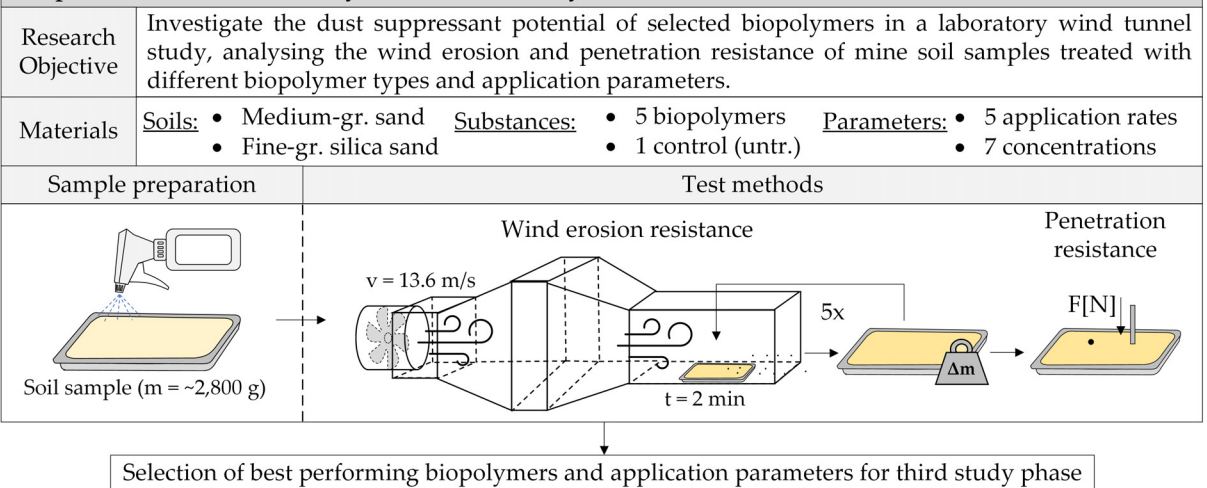 Research Objective
Investigate the dust suppressant potential of selected biopolymers in a laboratory wind tunnel
study, analysing the wind erosion and penetration resistance of mine soil samples treated with
different biopolymer types and application parameters.
Materials
Soils: • Medium-gr. sand
• Fine-gr. silica sand
Substances: • 5 biopolymers
• 1 control (untr.)
Parameters: • 5 application rates
• 7 concentrations
Sample preparation
Test methods
Soil sample (m = ~2,800 g)
Wind erosion resistance
v = 13.6 m/s
t = 2 min
5x
Δm
Penetration
resistance
F[N]
Selection of best performing biopolymers and application parameters for third study phase